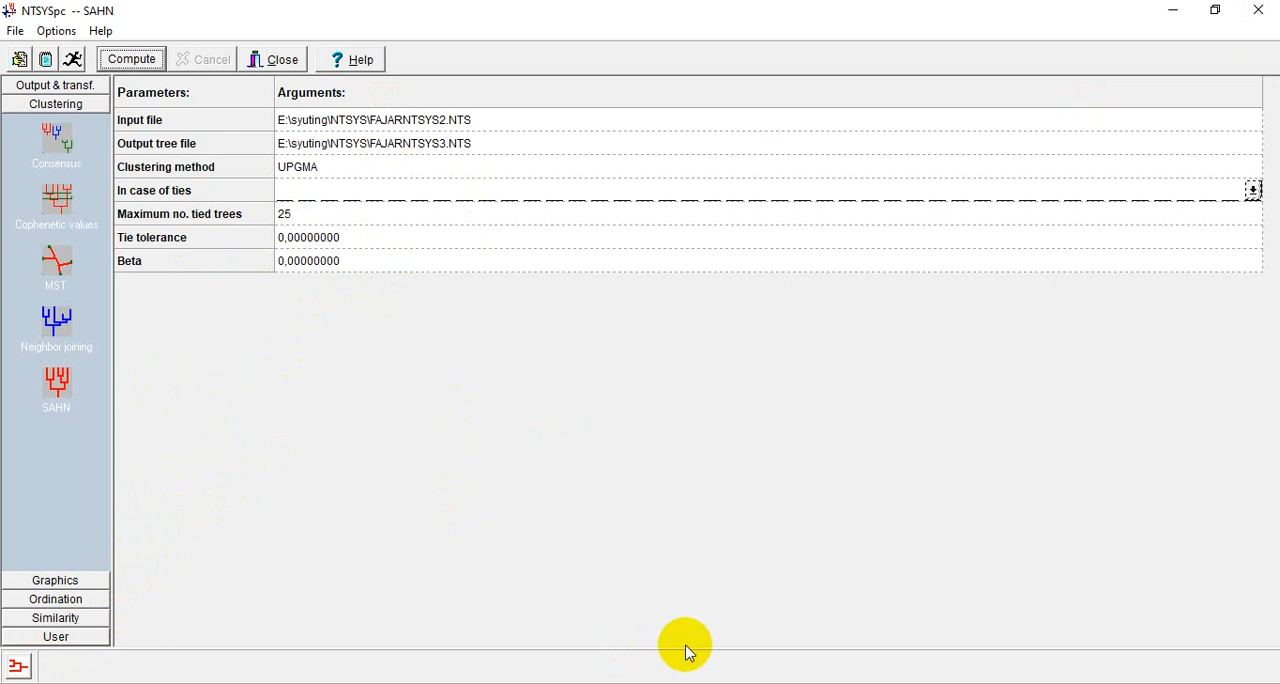 NTSYSpc -- SAHN
File Options Help
Compute Cancel Close ? Help
Output & transf.
Clustering
Consensus
Cophenetic values
MST
Neighbor joining
SAHN
Graphics
Ordination
Similarity
User
Parameters: Arguments:
Input file E:\syuting\NTSYS\FAJARNTSYS2.NTS
Output tree file E:\syuting\NTSYS\FAJARNTSYS3.NTS
Clustering method UPGMA
In case of ties
Maximum no. tied trees 25
Tie tolerance 0,00000000
Beta 0,00000000